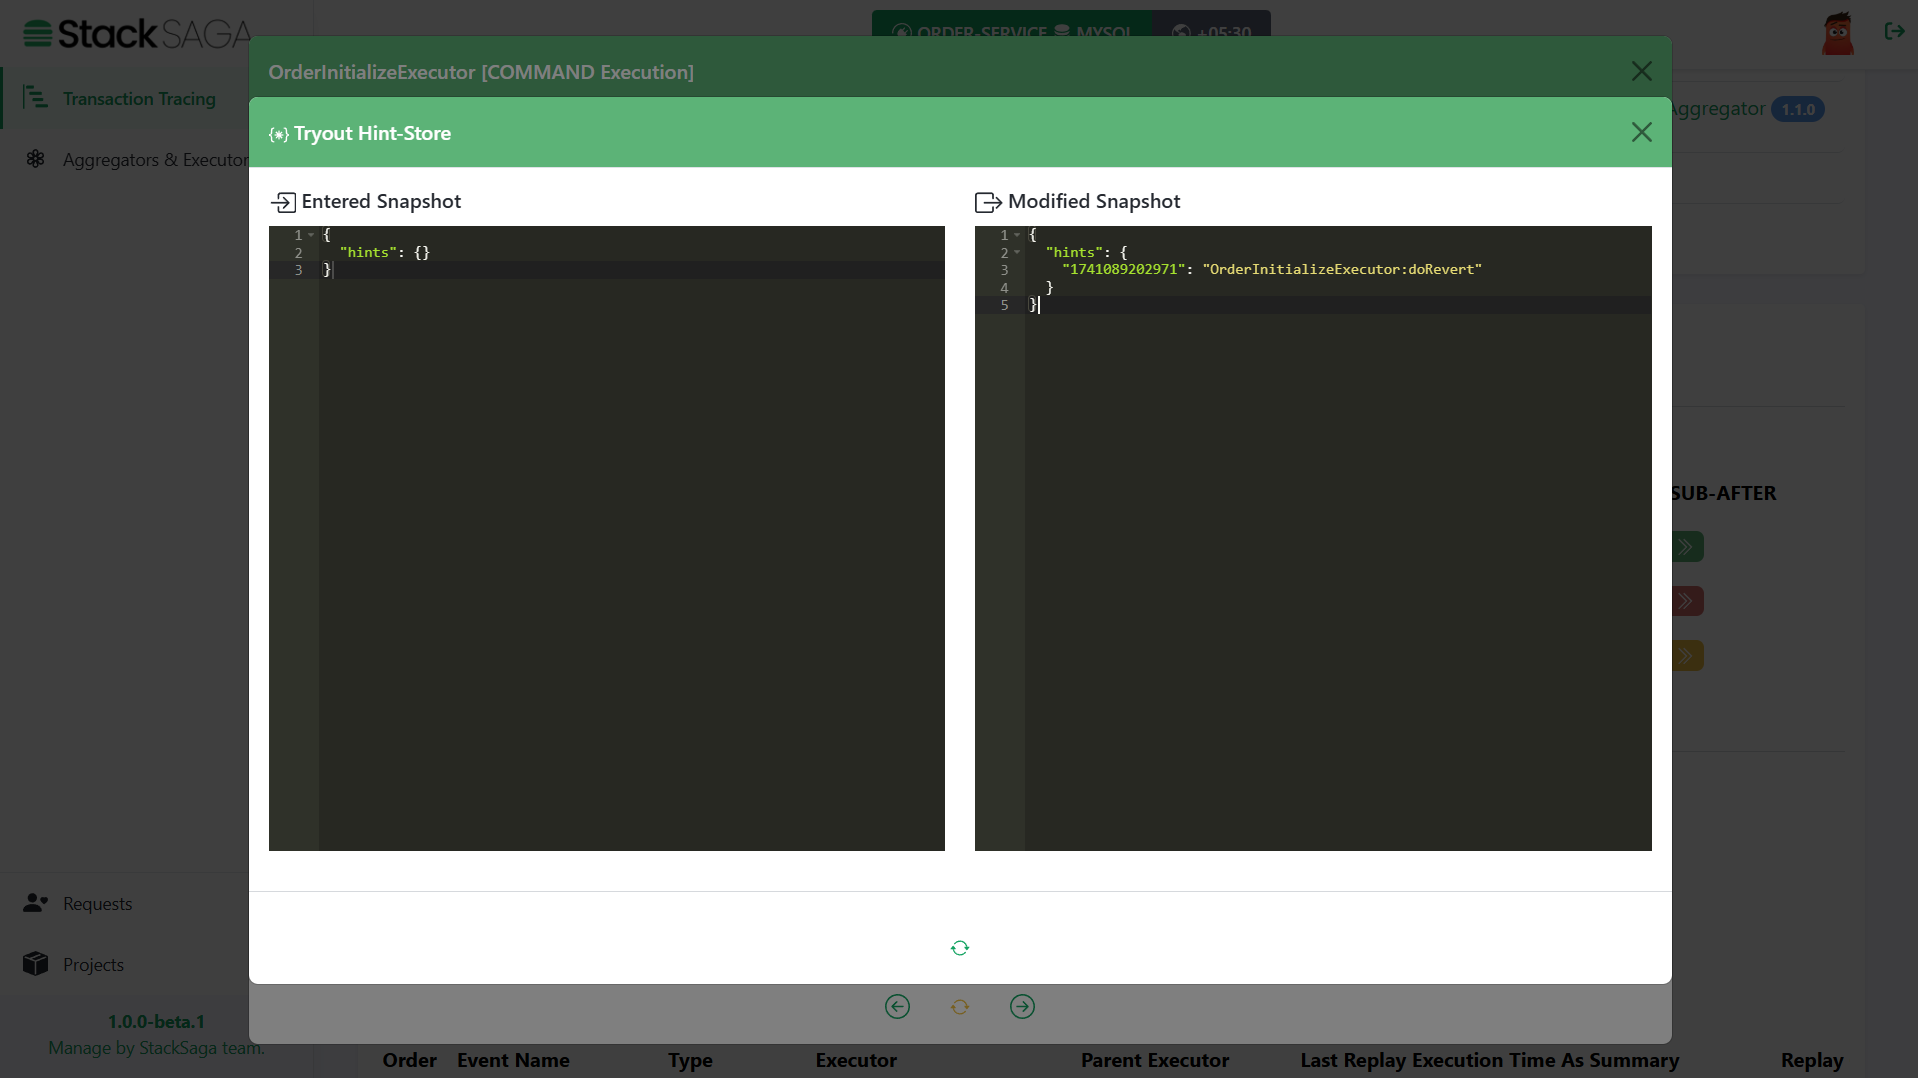 StackSAGA
ORDER-SERVICE MYSQL +05:30
OrderInitializeExecutor [COMMAND Execution]
Transaction Tracing
Aggregator 1.1.0
Tryout Hint-Store
Aggregators & Executor
Entered Snapshot
1 {
2 "hints": {}
3 }
Modified Snapshot
1 {
2 "hints": {
3 "1741089202971": "OrderInitializeExecutor:doRevert"
4 }
5 }
SUB-AFTER
Requests
Projects
1.0.0-beta.1
Manage by StackSaga team.
Order Event Name Type Executor Parent Executor Last Replay Execution Time As Summary Replay